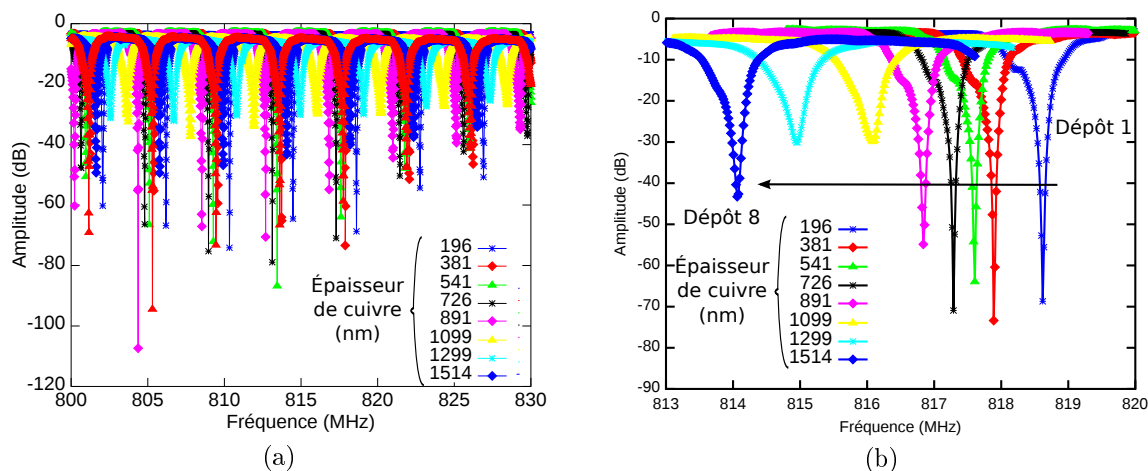 0
-20
-40
-60
-80
-100
-120
Amplitude (dB)
800 805 810 815 820 825 830
Fréquence (MHz)
Épaisseur
de cuivre
(nm)
196
381
541
726
891
1099
1299
1514
(a)
0
-10
-20
-30
-40
-50
-60
-70
-80
-90
Amplitude (dB)
813 814 815 816 817 818 819 820
Fréquence (MHz)
Dépôt 1
Dépôt 8
Épaisseur
de cuivre
(nm)
196
381
541
726
891
1099
1299
1514
(b)